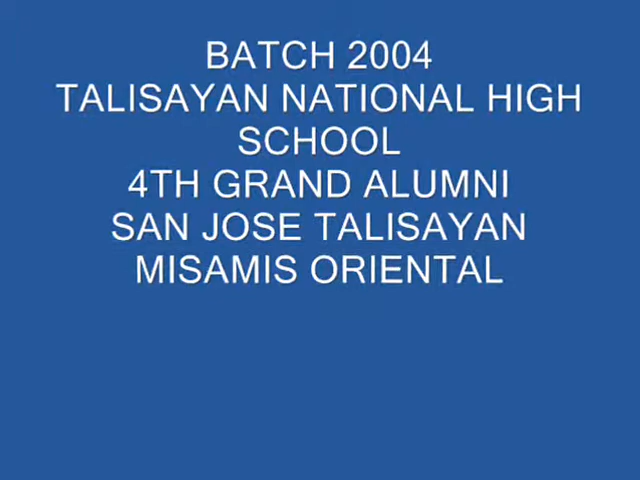 BATCH 2004
TALISAYAN NATIONAL HIGH
SCHOOL
4TH GRAND ALUMNI
SAN JOSE TALISAYAN
MISAMIS ORIENTAL